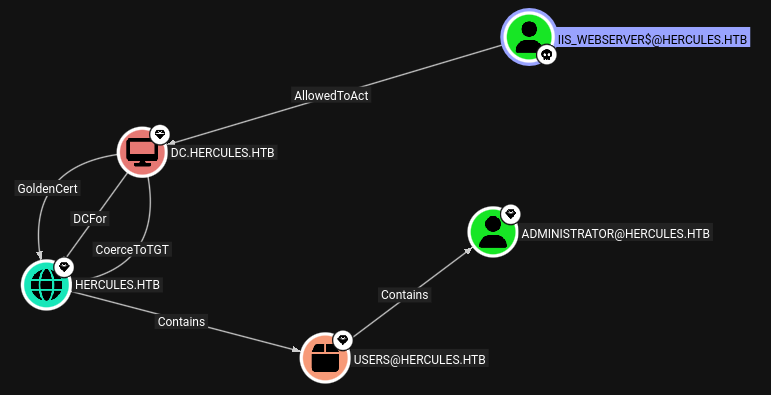 IIS_WEBSERVER$@HERCULES.HTB
AllowedToAct
DC.HERCULES.HTB
GoldenCert
DCFor
CoerceToTGT
ADMINISTRATOR@HERCULES.HTB
HERCULES.HTB
Contains
Contains
USERS@HERCULES.HTB